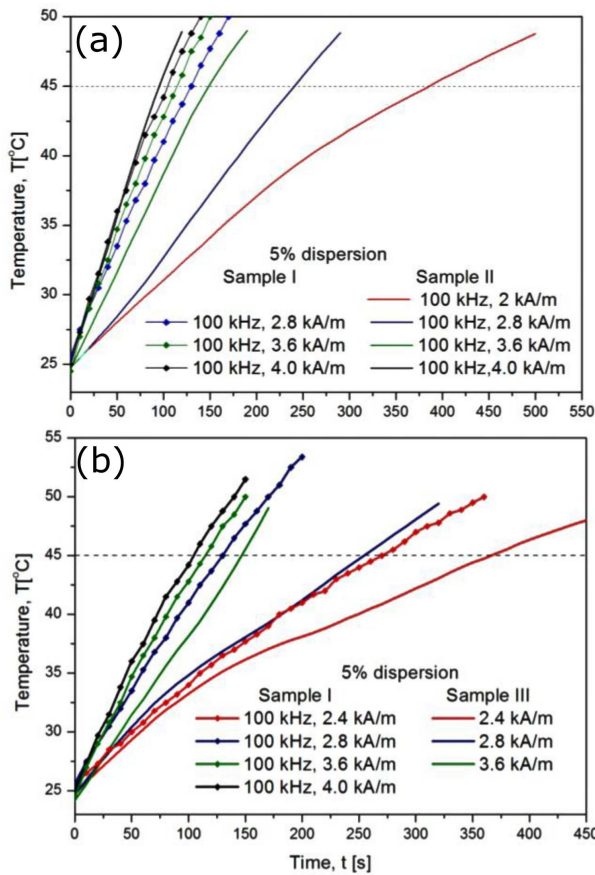 (a)
50
45
40
35
30
25
Temperature, T[°C]
5% dispersion
Sample I
Sample II
100 kHz, 2 kA/m
100 kHz, 2.8 kA/m
100 kHz, 2.8 kA/m
100 kHz, 3.6 kA/m
100 kHz, 3.6 kA/m
100 kHz, 4.0 kA/m
100 kHz,4.0 kA/m
0 50 100 150 200 250 300 350 400 450 500 550
(b)
55
50
45
40
35
30
25
Temperature, T[°C]
5% dispersion
Sample I
Sample III
100 kHz, 2.4 kA/m
2.4 kA/m
100 kHz, 2.8 kA/m
2.8 kA/m
100 kHz, 3.6 kA/m
3.6 kA/m
100 kHz, 4.0 kA/m
0 50 100 150 200 250 300 350 400 450
Time, t [s]